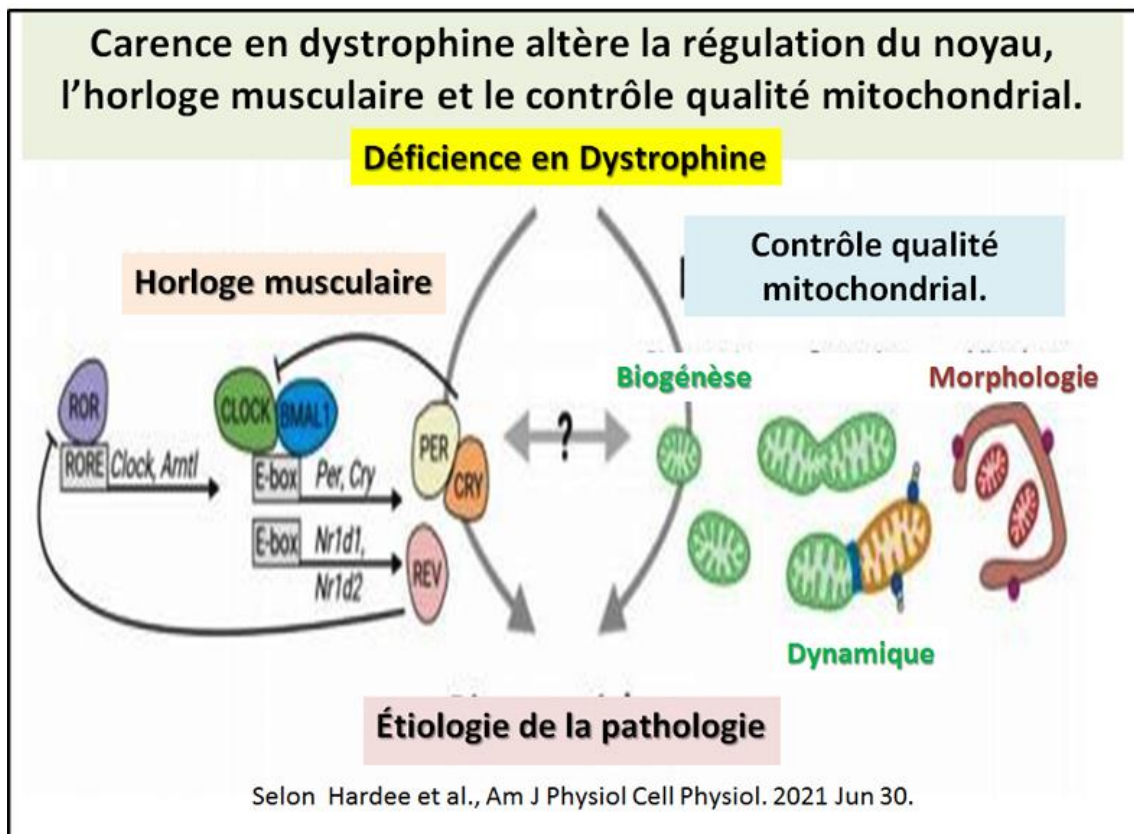 Carence en dystrophine altère la régulation du noyau,
l'horloge musculaire et le contrôle qualité mitochondrial.
Déficience en Dystrophine
Horloge musculaire
Contrôle qualité
mitochondrial.
Biogénèse
Morphologie
ROR
CLOCK
BMAL1
PER
CRY
?
RORE
Clock, Arntl
E-box
Per, Cry
E-box
Nr1d1,
Nr1d2
REV
Dynamique
Étiologie de la pathologie
Selon Hardee et al., Am J Physiol Cell Physiol. 2021 Jun 30.